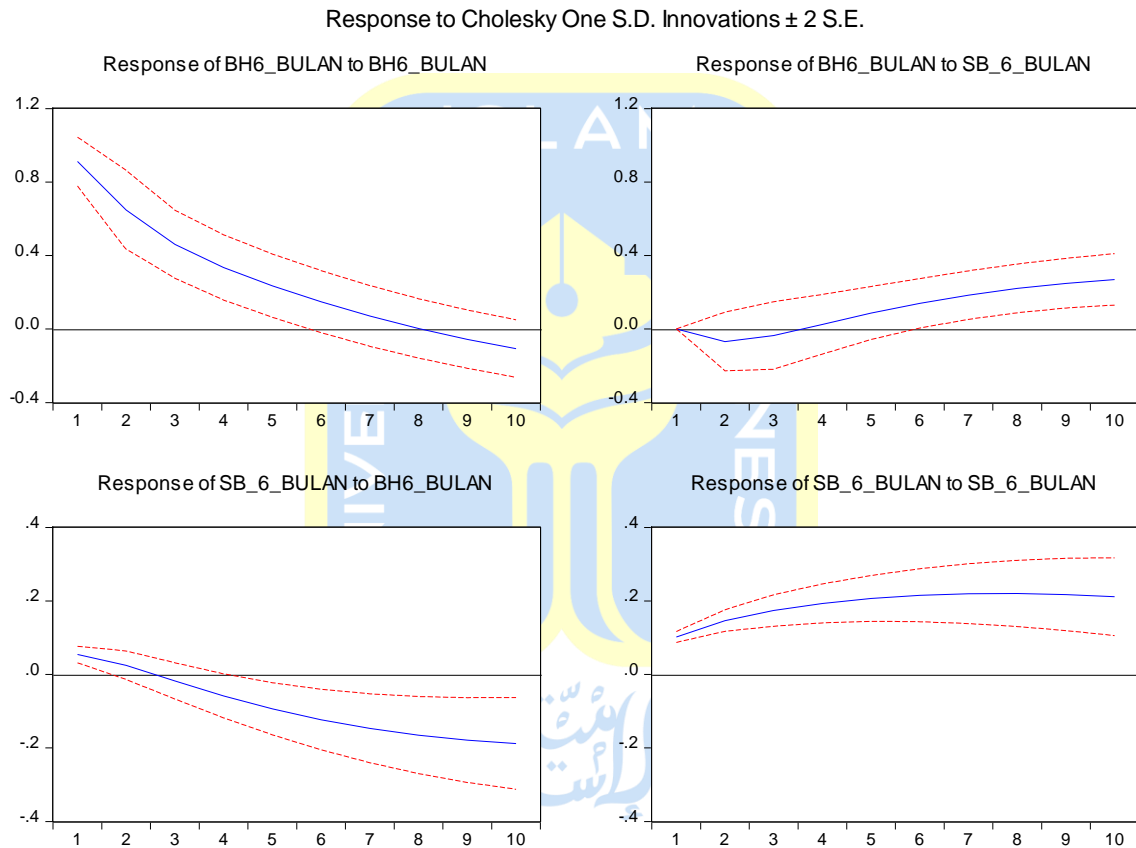 Response to Cholesky One S.D. Innovations ± 2 S.E.
Response of BH6_BULAN to BH6_BULAN
1.2
0.8
0.4
0.0
-0.4
1 2 3 4 5 6 7 8 9 10
Response of BH6_BULAN to SB_6_BULAN
1.2
0.8
0.4
0.0
-0.4
1 2 3 4 5 6 7 8 9 10
Response of SB_6_BULAN to BH6_BULAN
.4
.2
.0
-.2
-.4
1 2 3 4 5 6 7 8 9 10
Response of SB_6_BULAN to SB_6_BULAN
.4
.2
.0
-.2
-.4
1 2 3 4 5 6 7 8 9 10